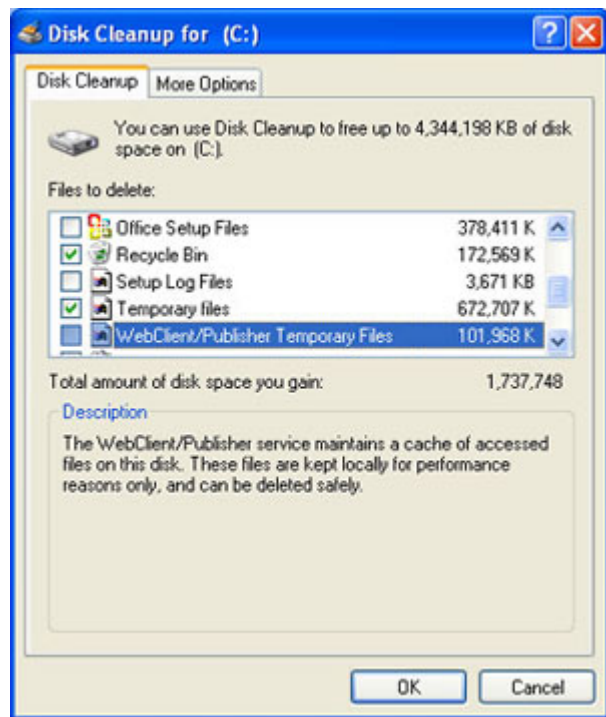 Disk Cleanup for (C:)
Disk Cleanup
More Options
You can use Disk Cleanup to free up to 4,344,198 KB of disk
space on (C:).
Files to delete:
Office Setup Files 378,411 K
Recycle Bin 172,569 K
Setup Log Files 3,671 KB
Temporary files 672,707 K
WebClient/Publisher Temporary Files 101,968 K
Total amount of disk space you gain: 1,737,748
Description
The WebClient/Publisher service maintains a cache of accessed
files on this disk. These files are kept locally for performance
reasons only, and can be deleted safely.
OK Cancel